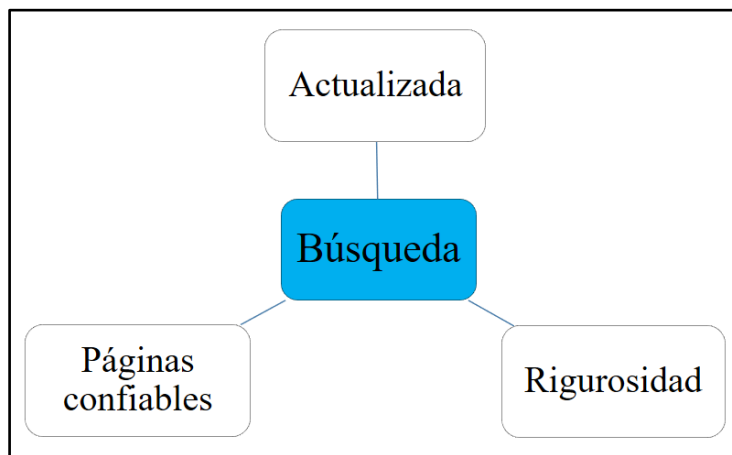 Actualizada
Búsqueda
Páginas
confiables
Rigurosidad